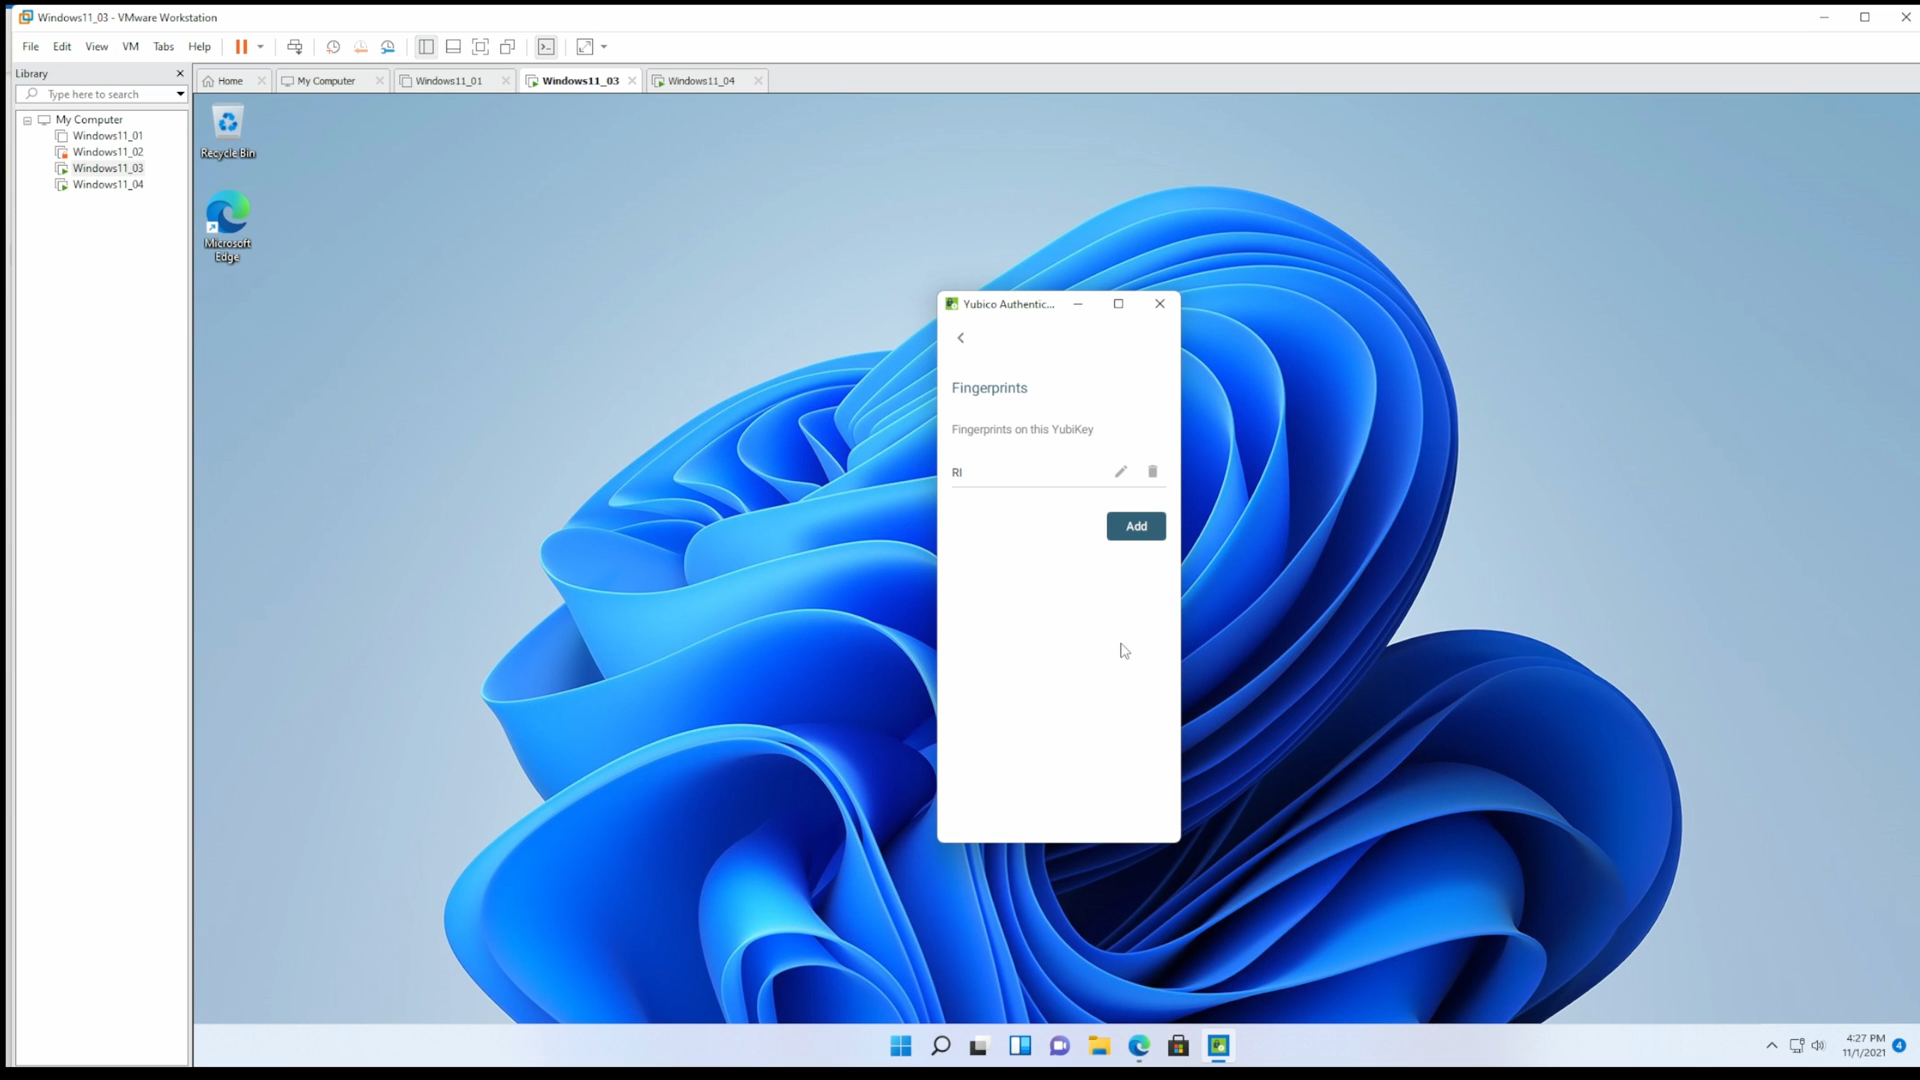 Windows11_03 - VMware Workstation
File Edit View VM Tabs Help
Library
Type here to search
Home
My Computer
Windows11_01
Windows11_03
Windows11_04
My Computer
Windows11_01
Windows11_02
Windows11_03
Windows11_04
Recycle Bin
Microsoft
Edge
Yubico Authentic...
Fingerprints
Fingerprints on this YubiKey
RI
Add
4:27 PM
11/1/2021
4